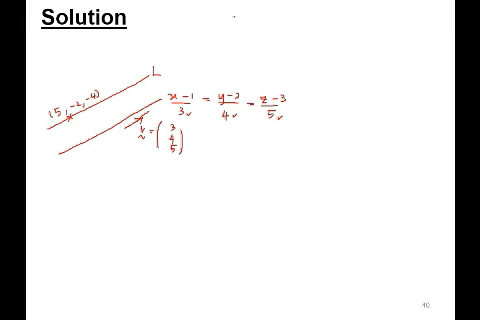 Solution
L
(5, -2, -4)
x-1/3 = y-2/4 = z-3/5
v = (3 4 5)
40